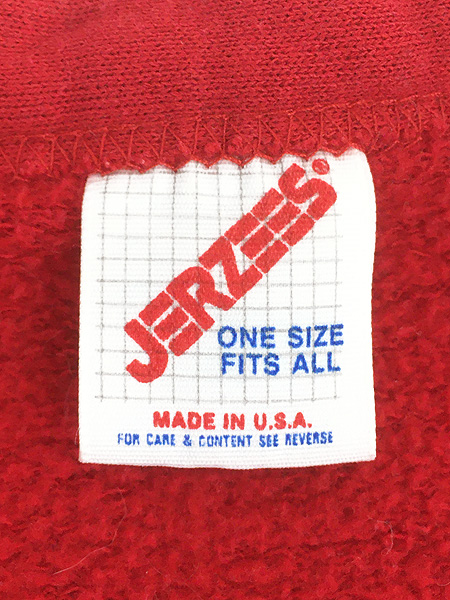 JERZEES
ONE SIZE
FITS ALL
MADE IN U.S.A.
FOR CARE & CONTENT SEE REVERSE